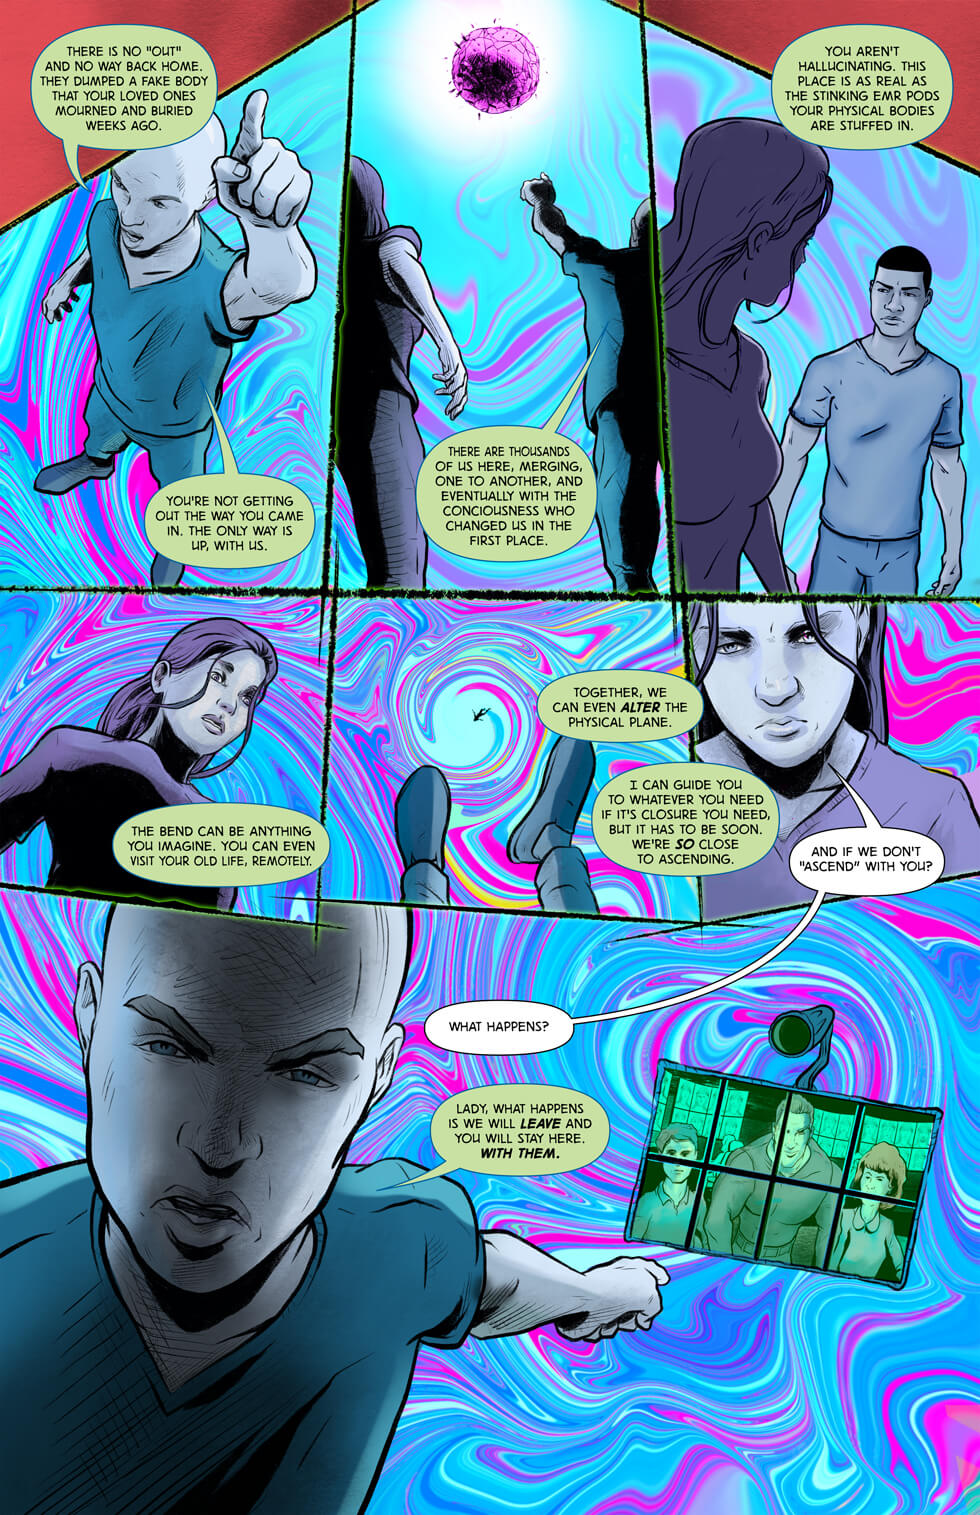 THERE IS NO "OUT"
AND NO WAY BACK HOME.
THEY DUMPED A FAKE BODY
THAT YOUR LOVED ONES
MOURNED AND BURIED
WEEKS AGO.
YOU'RE NOT GETTING
OUT THE WAY YOU CAME
IN. THE ONLY WAY IS
UP, WITH US.
THERE ARE THOUSANDS
OF US HERE, MERGING,
ONE TO ANOTHER, AND
EVENTUALLY WITH THE
CONCIOUSNESS WHO
CHANGED US IN THE
FIRST PLACE.
YOU AREN'T
HALLUCINATING. THIS
PLACE IS AS REAL AS
THE STINKING EMR PODS
YOUR PHYSICAL BODIES
ARE STUFFED IN.
THE BEND CAN BE ANYTHING
YOU IMAGINE. YOU CAN EVEN
VISIT YOUR OLD LIFE, REMOTELY.
TOGETHER, WE
CAN EVEN ALTER THE
PHYSICAL PLANE.
I CAN GUIDE YOU
TO WHATEVER YOU NEED
IF IT'S CLOSURE YOU NEED,
BUT IT HAS TO BE SOON.
WE'RE SO CLOSE
TO ASCENDING.
AND IF WE DON'T
"ASCEND" WITH YOU?
WHAT HAPPENS?
LADY, WHAT HAPPENS
IS WE WILL LEAVE AND
YOU WILL STAY HERE.
WITH THEM.